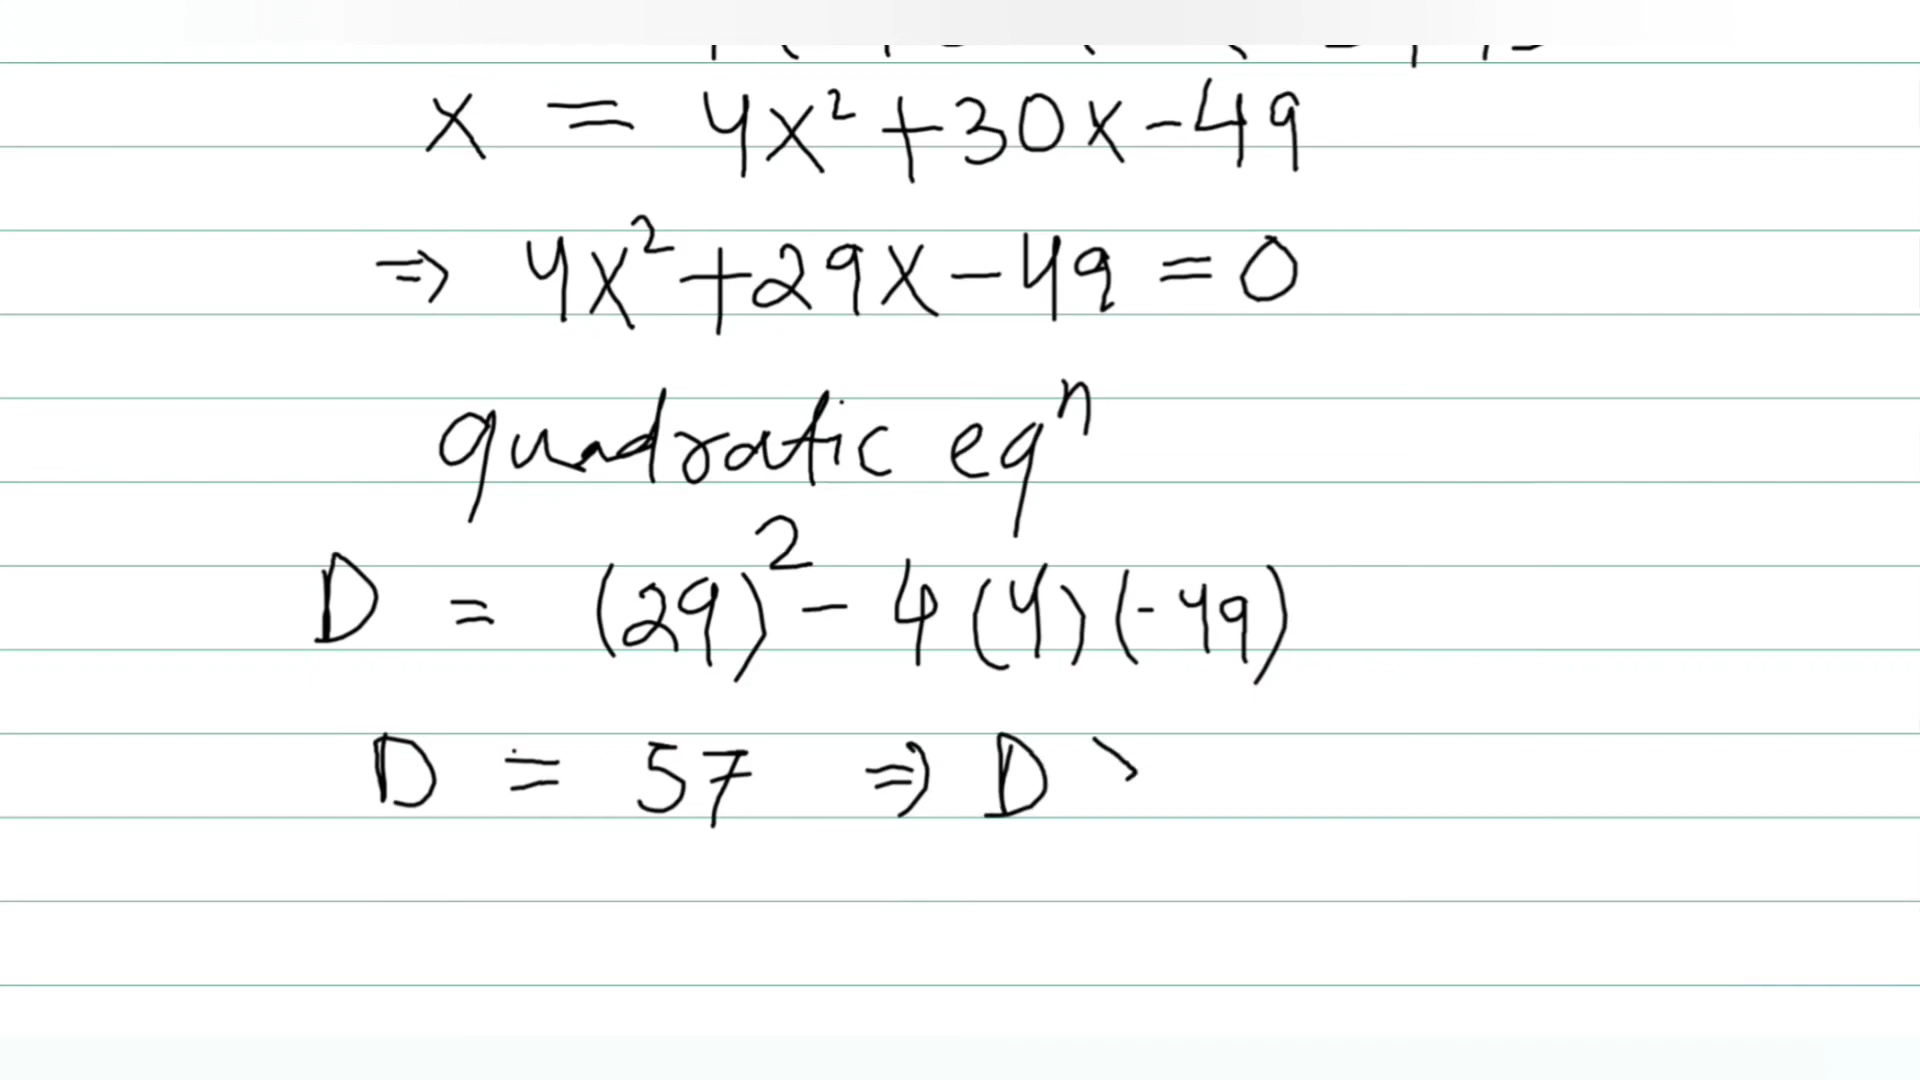 x = 4x² + 30x - 49
⇒ 4x² + 29x - 49 = 0
quadratic eqⁿ
D = (29)² - 4(4)(-49)
D = 57 ⇒ D